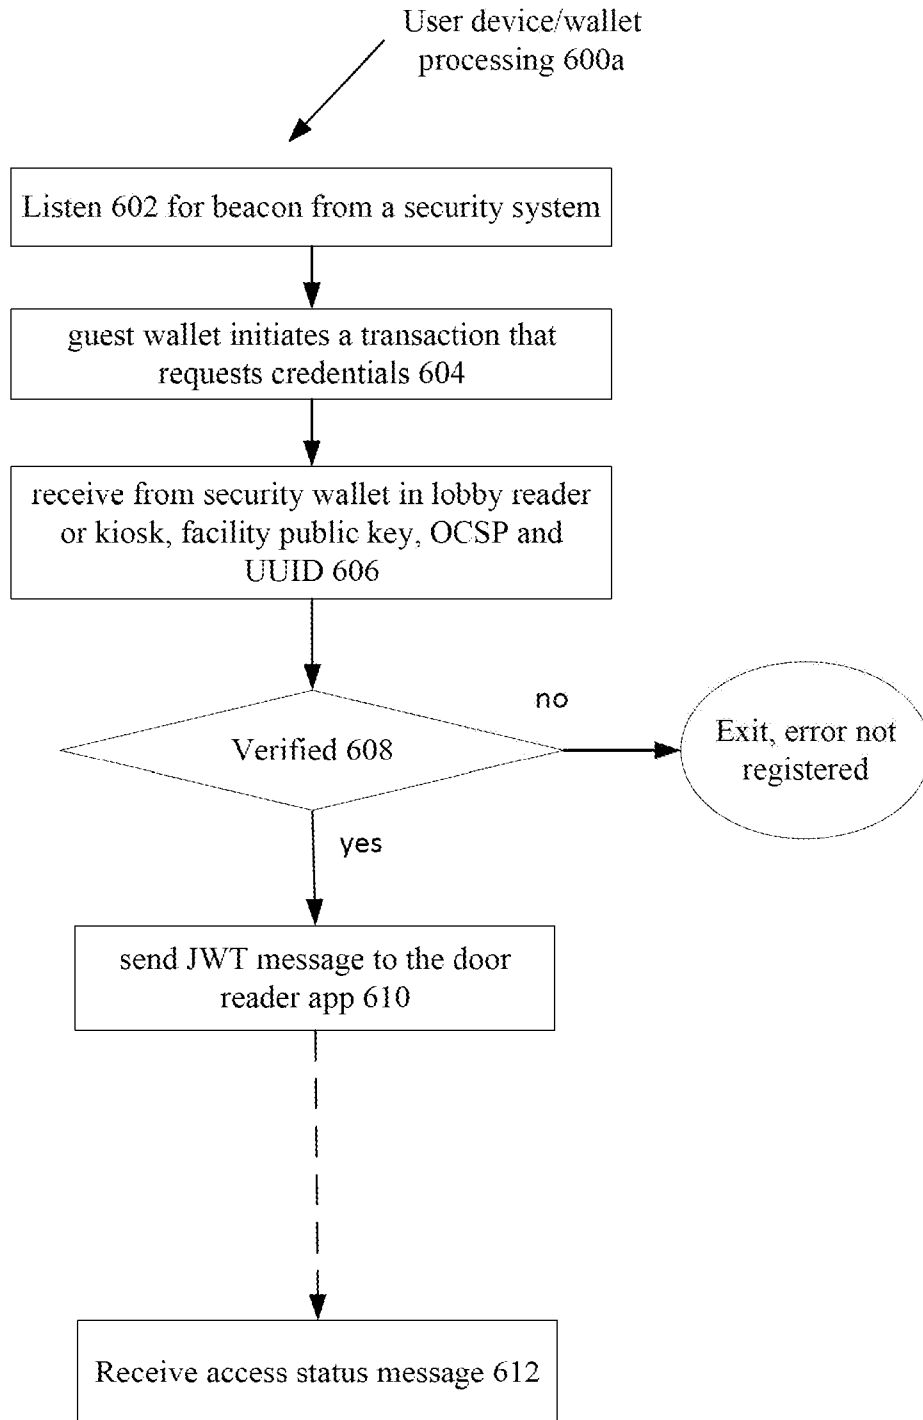 User device/wallet
processing 600a
Listen 602 for beacon from a security system
guest wallet initiates a transaction that
requests credentials 604
receive from security wallet in lobby reader
or kiosk, facility public key, OCSP and
UUID 606
Verified 608
no
Exit, error not
registered
yes
send JWT message to the door
reader app 610
Receive access status message 612